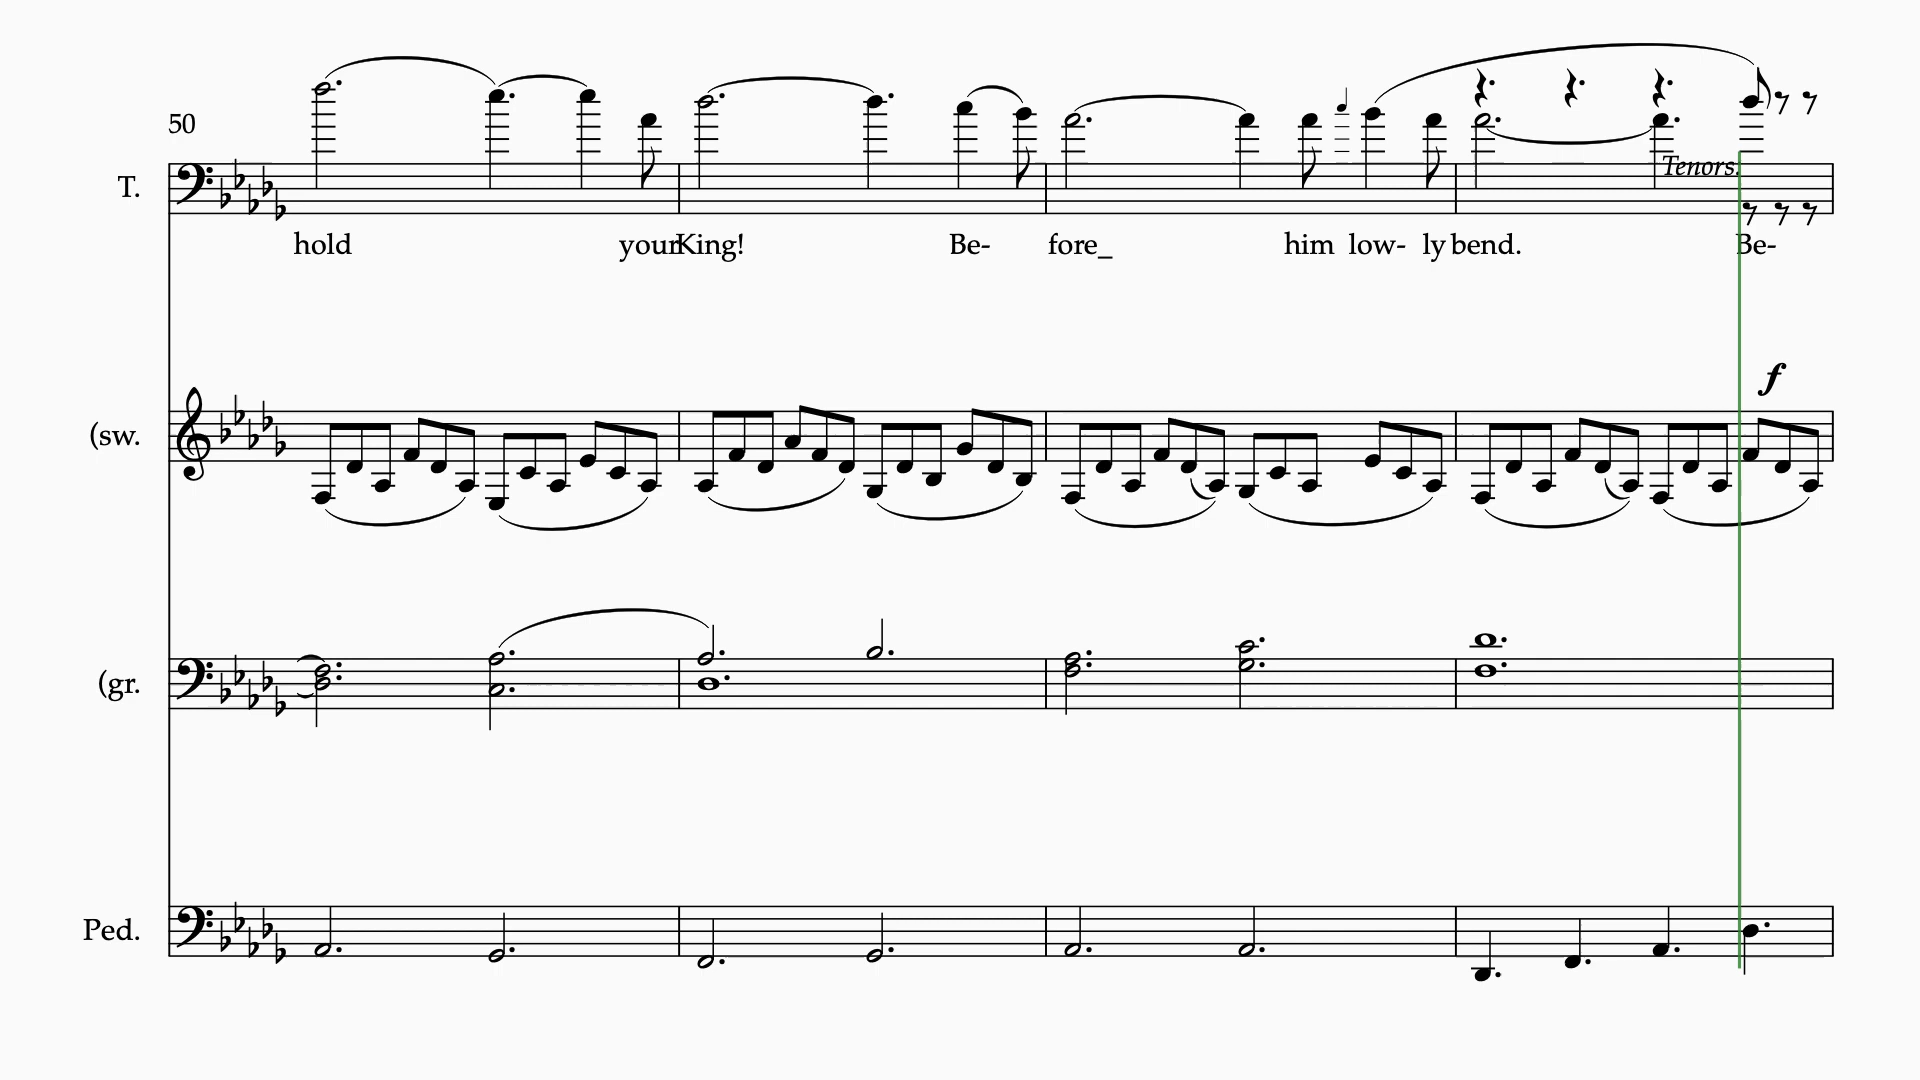 50
T.
Tenors.
hold your King! Be- fore_ him low- ly bend. Be-
f
(sw.
(gr.
Ped.